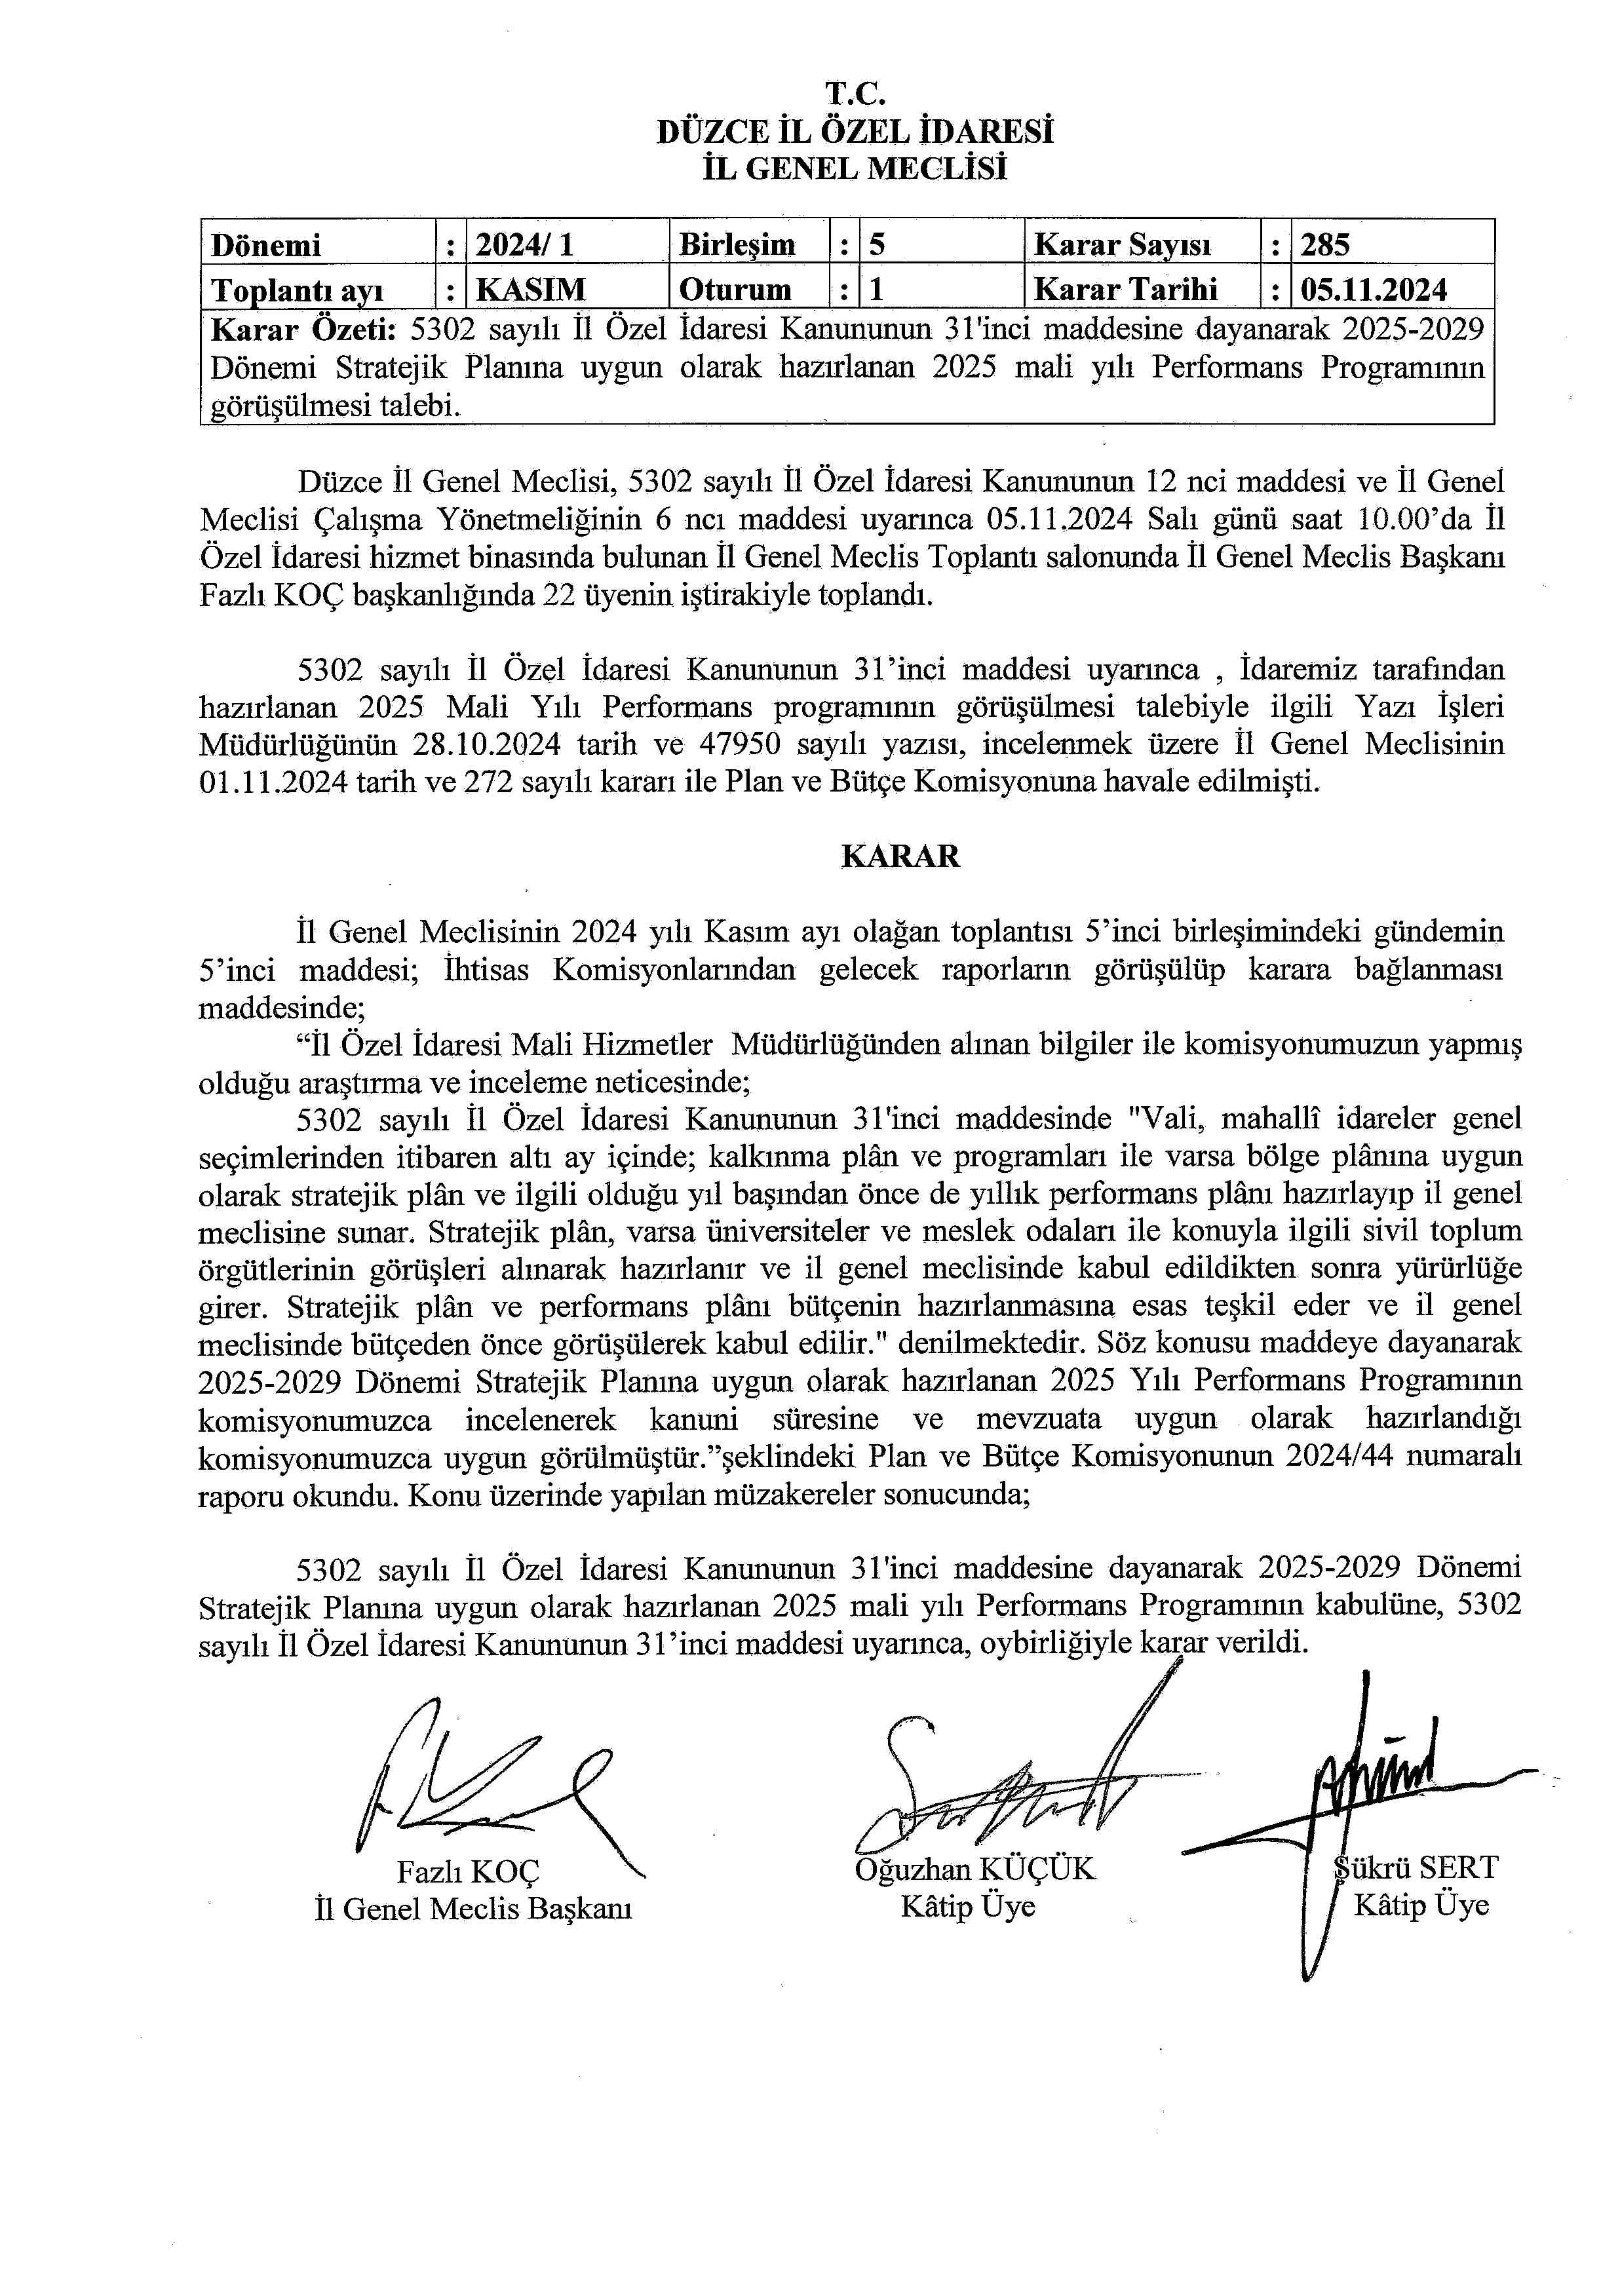 T.C.
DÜZCE İL ÖZEL İDARESİ
İL GENEL MECLİSİ
Dönemi : 2024/ 1 Birleşim : 5 Karar Sayısı : 285
Toplantı ayı : KASIM Oturum : 1 Karar Tarihi : 05.11.2024
Karar Özeti: 5302 sayılı İl Özel İdaresi Kanununun 31'inci maddesine dayanarak 2025-2029
Dönemi Stratejik Planına uygun olarak hazırlanan 2025 mali yılı Performans Programının
görüşülmesi talebi.
Düzce İl Genel Meclisi, 5302 sayılı İl Özel İdaresi Kanununun 12 nci maddesi ve İl Genel
Meclisi Çalışma Yönetmeliğinin 6 ncı maddesi uyarınca 05.11.2024 Salı günü saat 10.00’da İl
Özel İdaresi hizmet binasında bulunan İl Genel Meclis Toplantı salonunda İl Genel Meclis Başkanı
Fazlı KOÇ başkanlığında 22 üyenin iştirakiyle toplandı.
5302 sayılı İl Özel İdaresi Kanununun 31’inci maddesi uyarınca , İdaremiz tarafından
hazırlanan 2025 Mali Yılı Performans programının görüşülmesi talebiyle ilgili Yazı İşleri
Müdürlüğünün 28.10.2024 tarih ve 47950 sayılı yazısı, incelenmek üzere İl Genel Meclisinin
01.11.2024 tarih ve 272 sayılı kararı ile Plan ve Bütçe Komisyonuna havale edilmişti.
KARAR
İl Genel Meclisinin 2024 yılı Kasım ayı olağan toplantısı 5’inci birleşimindeki gündemin
5’inci maddesi; İhtisas Komisyonlarından gelecek raporların görüşülüp karara bağlanması
maddesinde;
“İl Özel İdaresi Mali Hizmetler Müdürlüğünden alınan bilgiler ile komisyonumuzun yapmış
olduğu araştırma ve inceleme neticesinde;
5302 sayılı İl Özel İdaresi Kanununun 31'inci maddesinde "Vali, mahallî idareler genel
seçimlerinden itibaren altı ay içinde; kalkınma plân ve programları ile varsa bölge plânına uygun
olarak stratejik plân ve ilgili olduğu yıl başından önce de yıllık performans plânı hazırlayıp il genel
meclisine sunar. Stratejik plân, varsa üniversiteler ve meslek odaları ile konuyla ilgili sivil toplum
örgütlerinin görüşleri alınarak hazırlanır ve il genel meclisinde kabul edildikten sonra yürürlüğe
girer. Stratejik plân ve performans plânı bütçenin hazırlanmasına esas teşkil eder ve il genel
meclisinde bütçeden önce görüşülerek kabul edilir." denilmektedir. Söz konusu maddeye dayanarak
2025-2029 Dönemi Stratejik Planına uygun olarak hazırlanan 2025 Yılı Performans Programının
komisyonumuzca incelenerek kanuni süresine ve mevzuata uygun olarak hazırlandığı
komisyonumuzca uygun görülmüştür.”şeklindeki Plan ve Bütçe Komisyonunun 2024/44 numaralı
raporu okundu. Konu üzerinde yapılan müzakereler sonucunda;
5302 sayılı İl Özel İdaresi Kanununun 31'inci maddesine dayanarak 2025-2029 Dönemi
Stratejik Planına uygun olarak hazırlanan 2025 mali yılı Performans Programının kabulüne, 5302
sayılı İl Özel İdaresi Kanununun 31’inci maddesi uyarınca, oybirliğiyle karar verildi.
Fazlı KOÇ Oğuzhan KÜÇÜK Şükrü SERT
İl Genel Meclis Başkanı Kâtip Üye Kâtip Üye